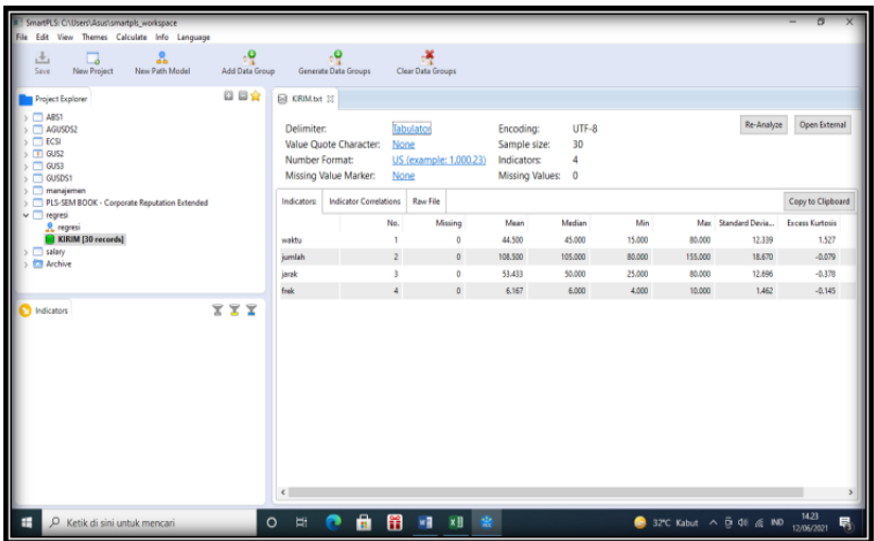 SmartPLS: C:\Users\Asus\smartpls_workspace
File Edit View Themes Calculate Info Language
Save New Project New Path Model Add Data Group Generate Data Groups Clear Data Groups
Project Explorer
ABS1
AGUSDS2
ECSI
GUS2
GUS3
GUSDS1
manajemen
PLS-SEM BOOK - Corporate Reputation Extended
regresi
regresi
KIRIM [30 records]
salary
Archive
Indicators
KIRIM.txt
Delimiter: Tabulator Encoding: UTF-8 Re-Analyze Open External
Value Quote Character: None Sample size: 30
Number Format: US (example: 1,000.23) Indicators: 4
Missing Value Marker: None Missing Values: 0
Indicators: Indicator Correlations Raw File Copy to Clipboard
No. Missing Mean Median Min Max Standard Devia... Excess Kurtosis
waktu 1 0 44.500 45.000 15.000 80.000 12.339 1.527
jumlah 2 0 108.500 105.000 80.000 155.000 18.670 -0.079
jarak 3 0 53.433 50.000 25.000 80.000 12.696 -0.378
frek 4 0 6.167 6.000 4.000 10.000 1.462 -0.145
Ketik di sini untuk mencari
32°C Kabut IND 14.23
12/06/2021